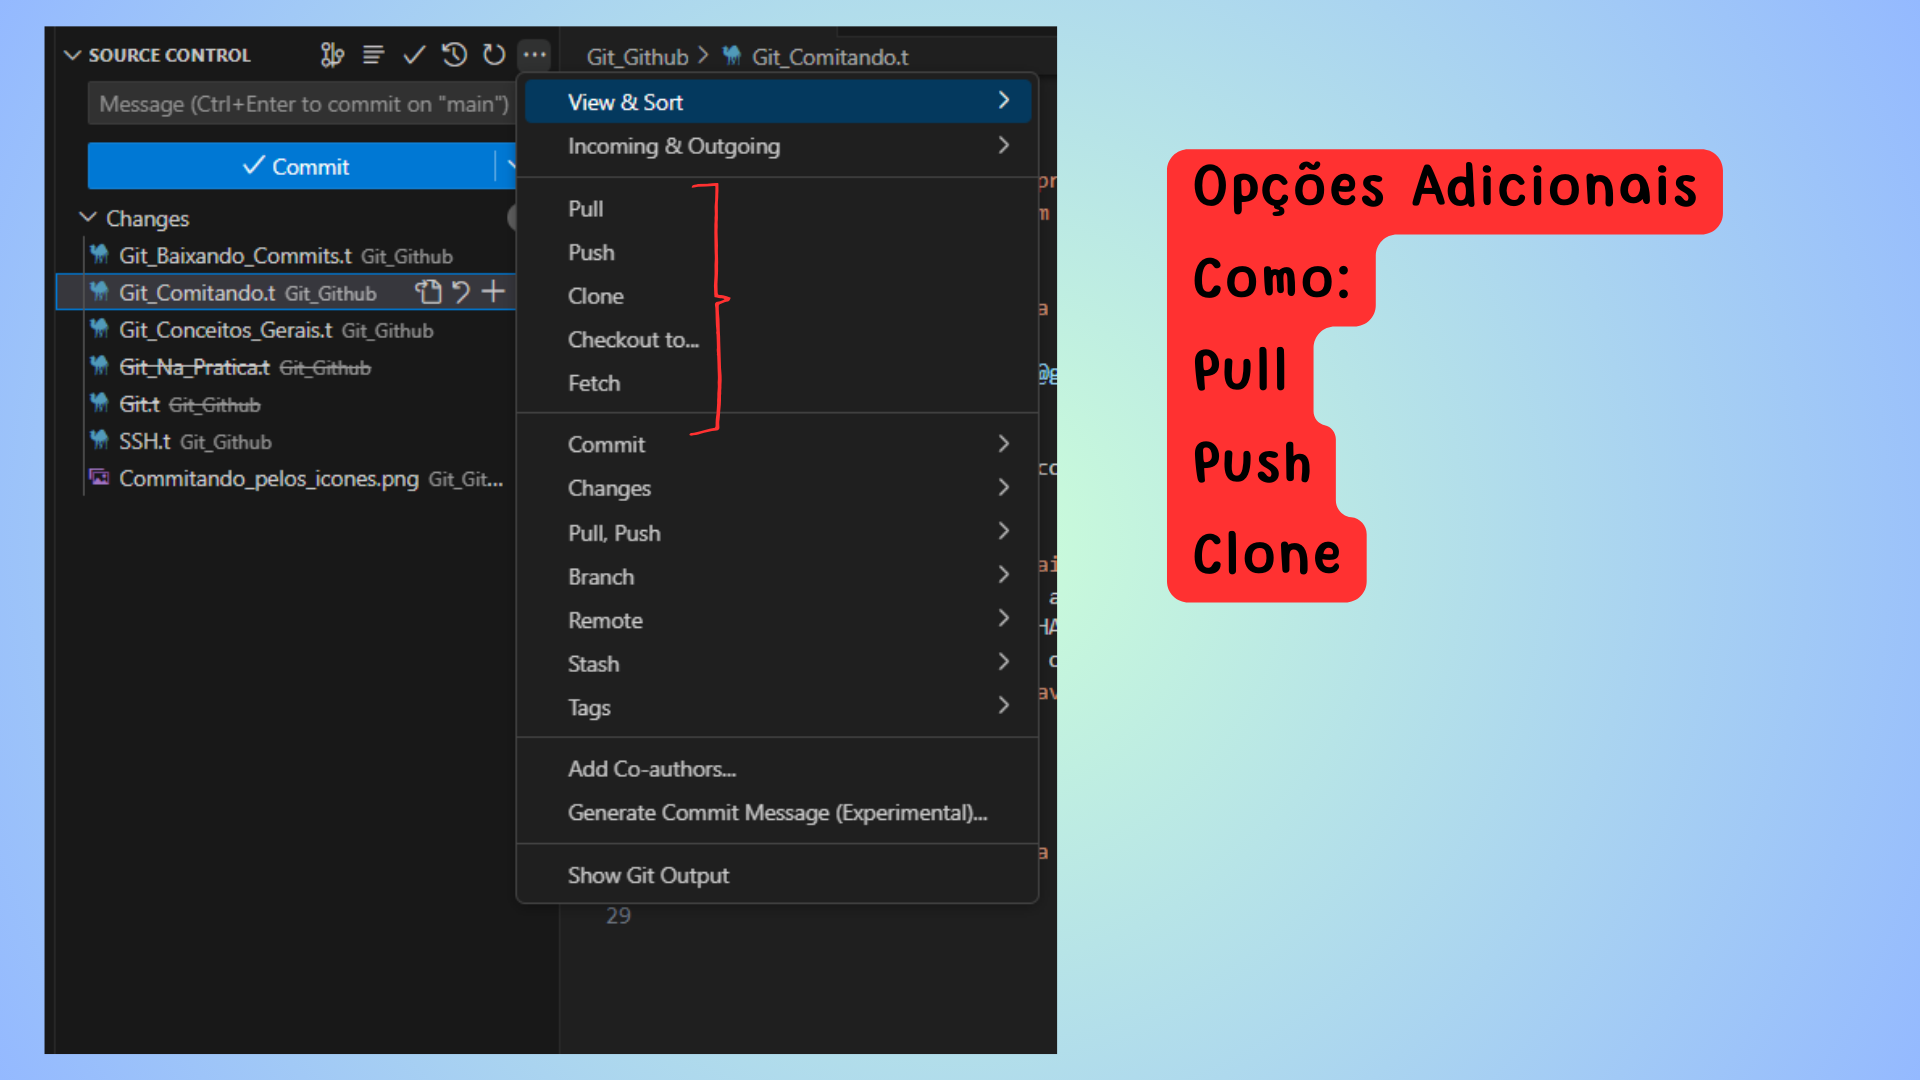 SOURCE CONTROL
Message (Ctrl+Enter to commit on "main")
Commit
Changes
Git_Baixando_Commits.t Git_Github
Git_Comitando.t Git_Github
Git_Conceitos_Gerais.t Git_Github
Git_Na_Pratica.t Git_Github
Git.t Git_Github
SSH.t Git_Github
Commitando_pelos_icones.png Git_Git...
Git_Github > Git_Comitando.t
View & Sort
Incoming & Outgoing
Pull
Push
Clone
Checkout to...
Fetch
Commit
Changes
Pull, Push
Branch
Remote
Stash
Tags
Add Co-authors...
Generate Commit Message (Experimental)...
Show Git Output
29
Opções Adicionais
Como:
Pull
Push
Clone